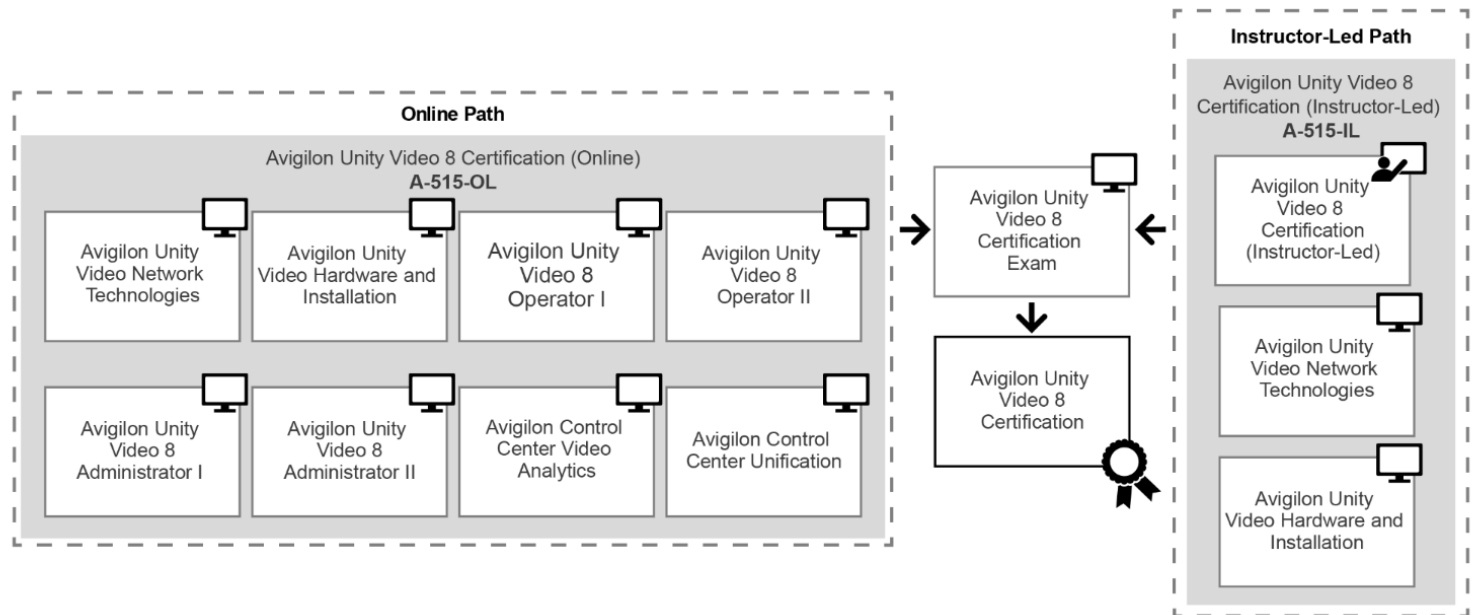 Online Path
Avigilon Unity Video 8 Certification (Online)
A-515-OL
Avigilon Unity
Video Network
Technologies
Avigilon Unity
Video Hardware and
Installation
Avigilon Unity
Video 8
Operator I
Avigilon Unity
Video 8
Operator II
Avigilon Unity
Video 8
Administrator I
Avigilon Unity
Video 8
Administrator II
Avigilon Control
Center Video
Analytics
Avigilon Control
Center Unification
Avigilon Unity
Video 8
Certification
Exam
Avigilon Unity
Video 8
Certification
Instructor-Led Path
Avigilon Unity Video 8
Certification (Instructor-Led)
A-515-IL
Avigilon Unity
Video 8
Certification
(Instructor-Led)
Avigilon Unity
Video Network
Technologies
Avigilon Unity
Video Hardware and
Installation